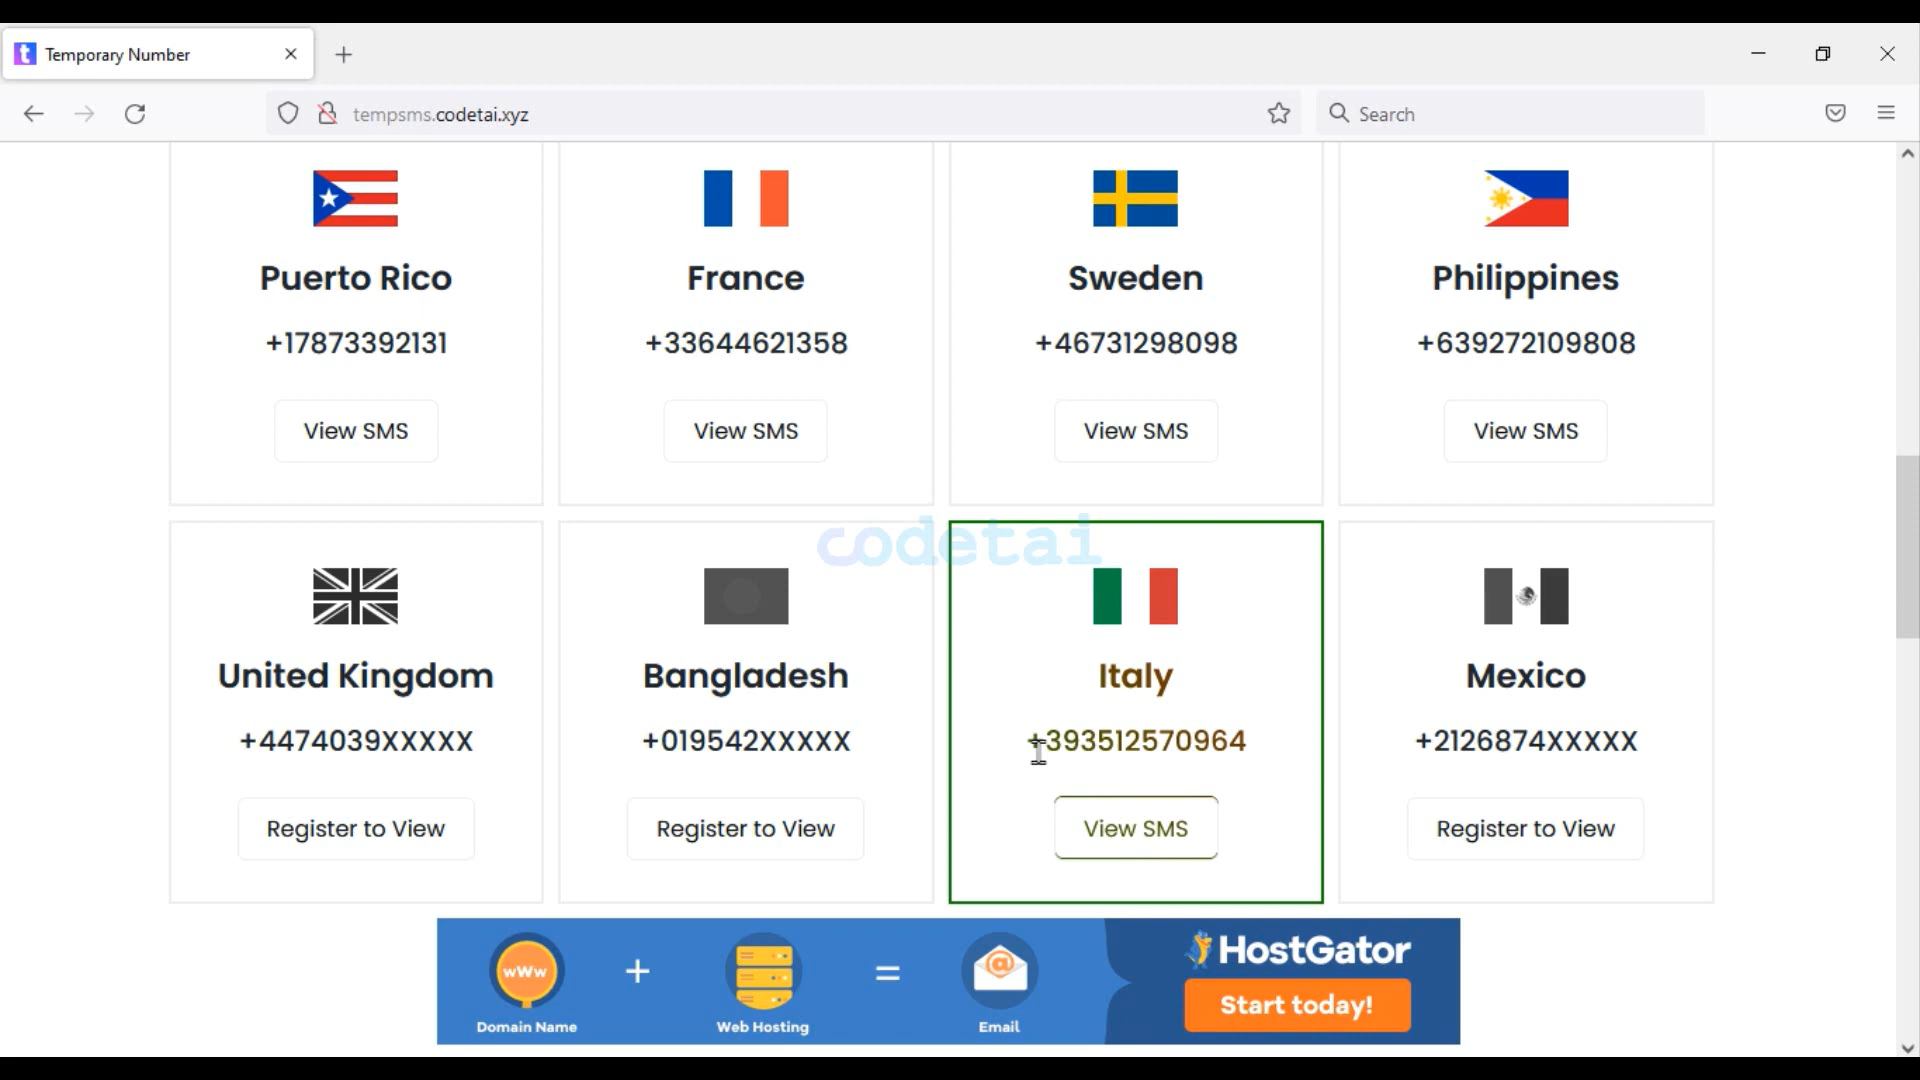 Temporary Number
tempsms.codetai.xyz
Search
Puerto Rico
+17873392131
View SMS
France
+33644621358
View SMS
Sweden
+46731298098
View SMS
Philippines
+639272109808
View SMS
codetai
United Kingdom
+4474039XXXXX
Register to View
Bangladesh
+019542XXXXX
Register to View
Italy
+393512570964
View SMS
Mexico
+2126874XXXXX
Register to View
wWw
Domain Name
+
Web Hosting
=
@
Email
HostGator
Start today!